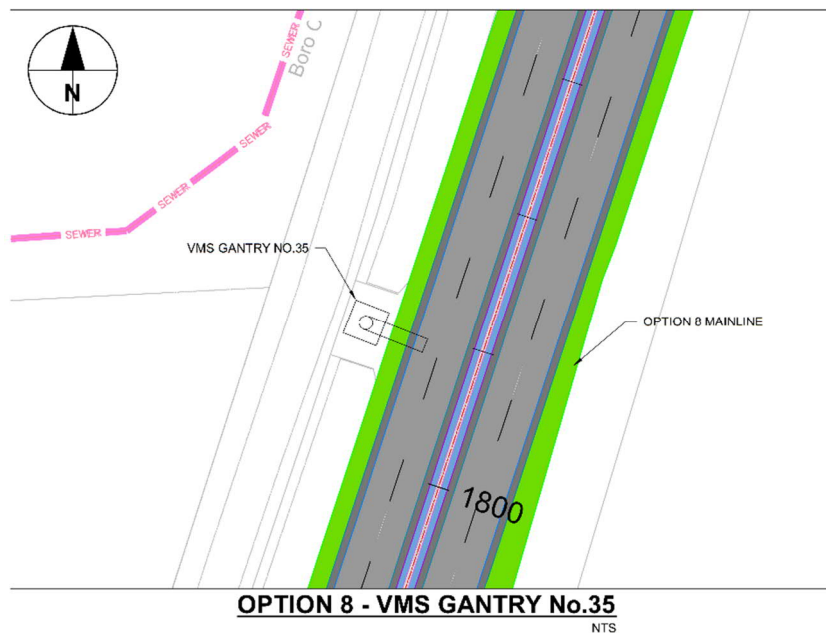 SEWER
Boro C
N
SEWER
SEWER
SEWER
VMS GANTRY NO.35
OPTION 8 MAINLINE
1800
OPTION 8 - VMS GANTRY No.35
NTS